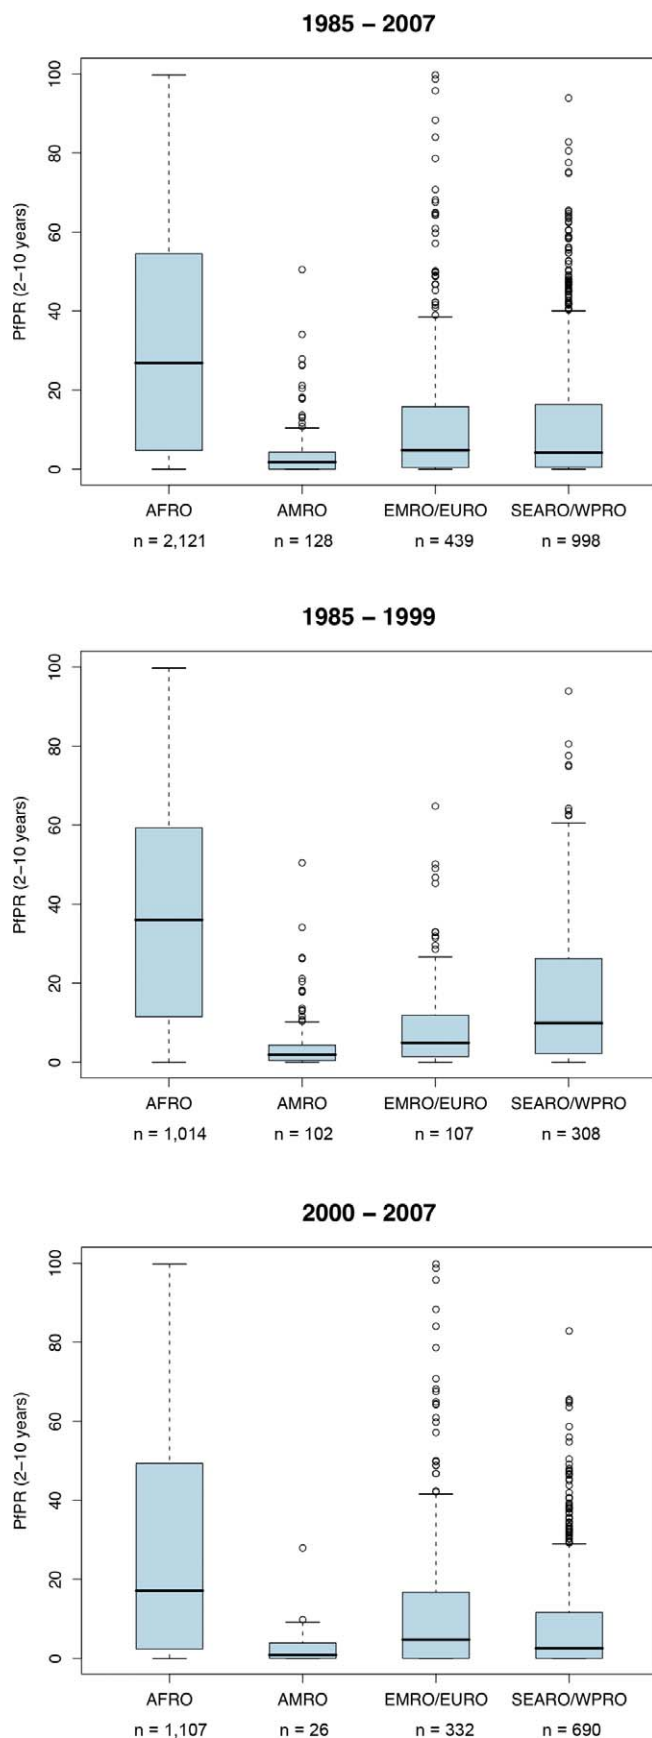 1985 – 2007
PfPR (2−10 years)
100
80
60
40
20
0
AFRO AMRO EMRO/EURO SEARO/WPRO
n = 2,121 n = 128 n = 439 n = 998
1985 – 1999
PfPR (2−10 years)
100
80
60
40
20
0
AFRO AMRO EMRO/EURO SEARO/WPRO
n = 1,014 n = 102 n = 107 n = 308
2000 – 2007
PfPR (2−10 years)
100
80
60
40
20
0
AFRO AMRO EMRO/EURO SEARO/WPRO
n = 1,107 n = 26 n = 332 n = 690